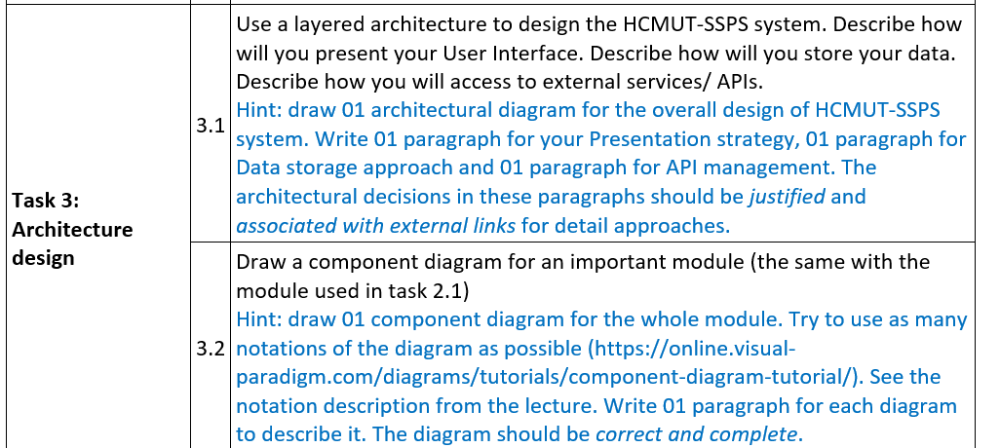 Use a layered architecture to design the HCMUT-SSPS system. Describe how
will you present your User Interface. Describe how will you store your data.
Describe how you will access to external services/ APIs.
Hint: draw 01 architectural diagram for the overall design of HCMUT-SSPS
3.1
system. Write 01 paragraph for your Presentation strategy, 01 paragraph for
Data storage approach and 01 paragraph for API management. The
architectural decisions in these paragraphs should be justified and
associated with external links for detail approaches.
Task 3:
Architecture
design
Draw a component diagram for an important module (the same with the
module used in task 2.1)
Hint: draw 01 component diagram for the whole module. Try to use as many
3.2
notations of the diagram as possible (https://online.visual-
paradigm.com/diagrams/tutorials/component-diagram-tutorial/). See the
notation description from the lecture. Write 01 paragraph for each diagram
to describe it. The diagram should be correct and complete.